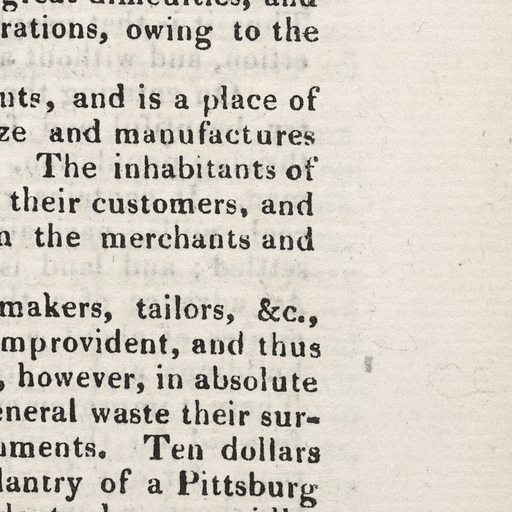 great difficulties, and
rations, owing to the
nts, and is a place of
ze and manufactures
The inhabitants of
their customers, and
n the merchants and
makers, tailors, &c.,
mprovident, and thus
, however, in absolute
eneral waste their sur-
ments. Ten dollars
lantry of a Pittsburg